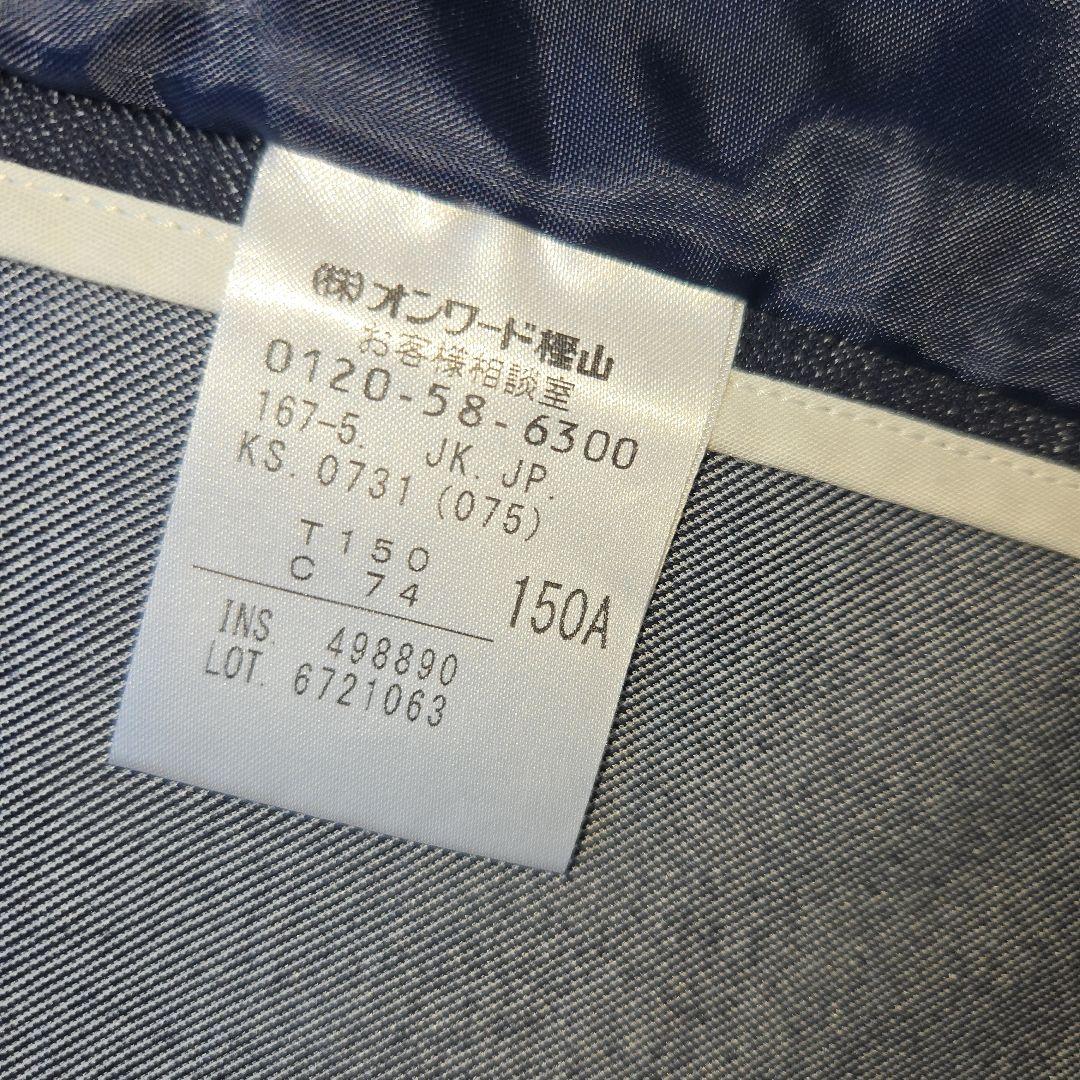 (株)オンワード樫山
お客様相談室
0120-58-6300
167-5. JK. JP.
KS. 0731 (075)
T 150
C 74
150A
INS 498890
LOT. 6721063